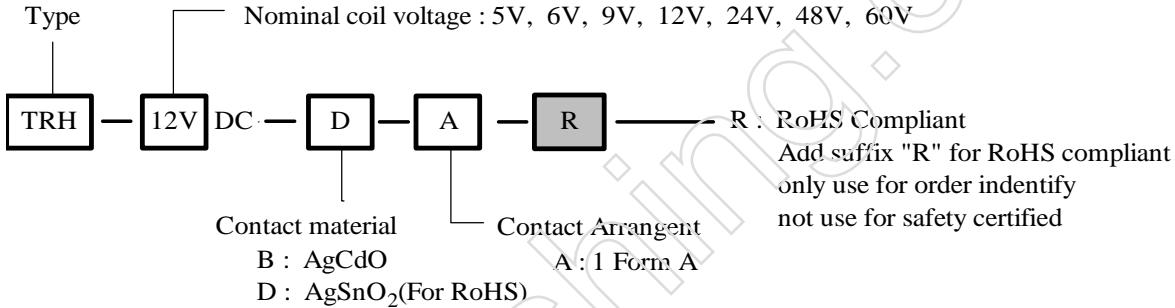 Type
Nominal coil voltage : 5V, 6V, 9V, 12V, 24V, 48V, 60V
TRH — 12V DC — D — A — R — R : RoHS Compliant
Add suffix "R" for RoHS compliant
only use for order indentify
not use for safety certified
Contact material
B : AgCdO
D : AgSnO₂(For RoHS)
Contact Arrangent
A : 1 Form A